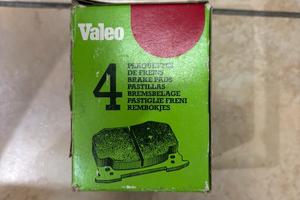 Valeo
4
PLAQUETTES
DE FREINS
BRAKE PADS
PASTILLAS
BREMSBELAGE
PASTIGLIE FRENI
REMBOKJES